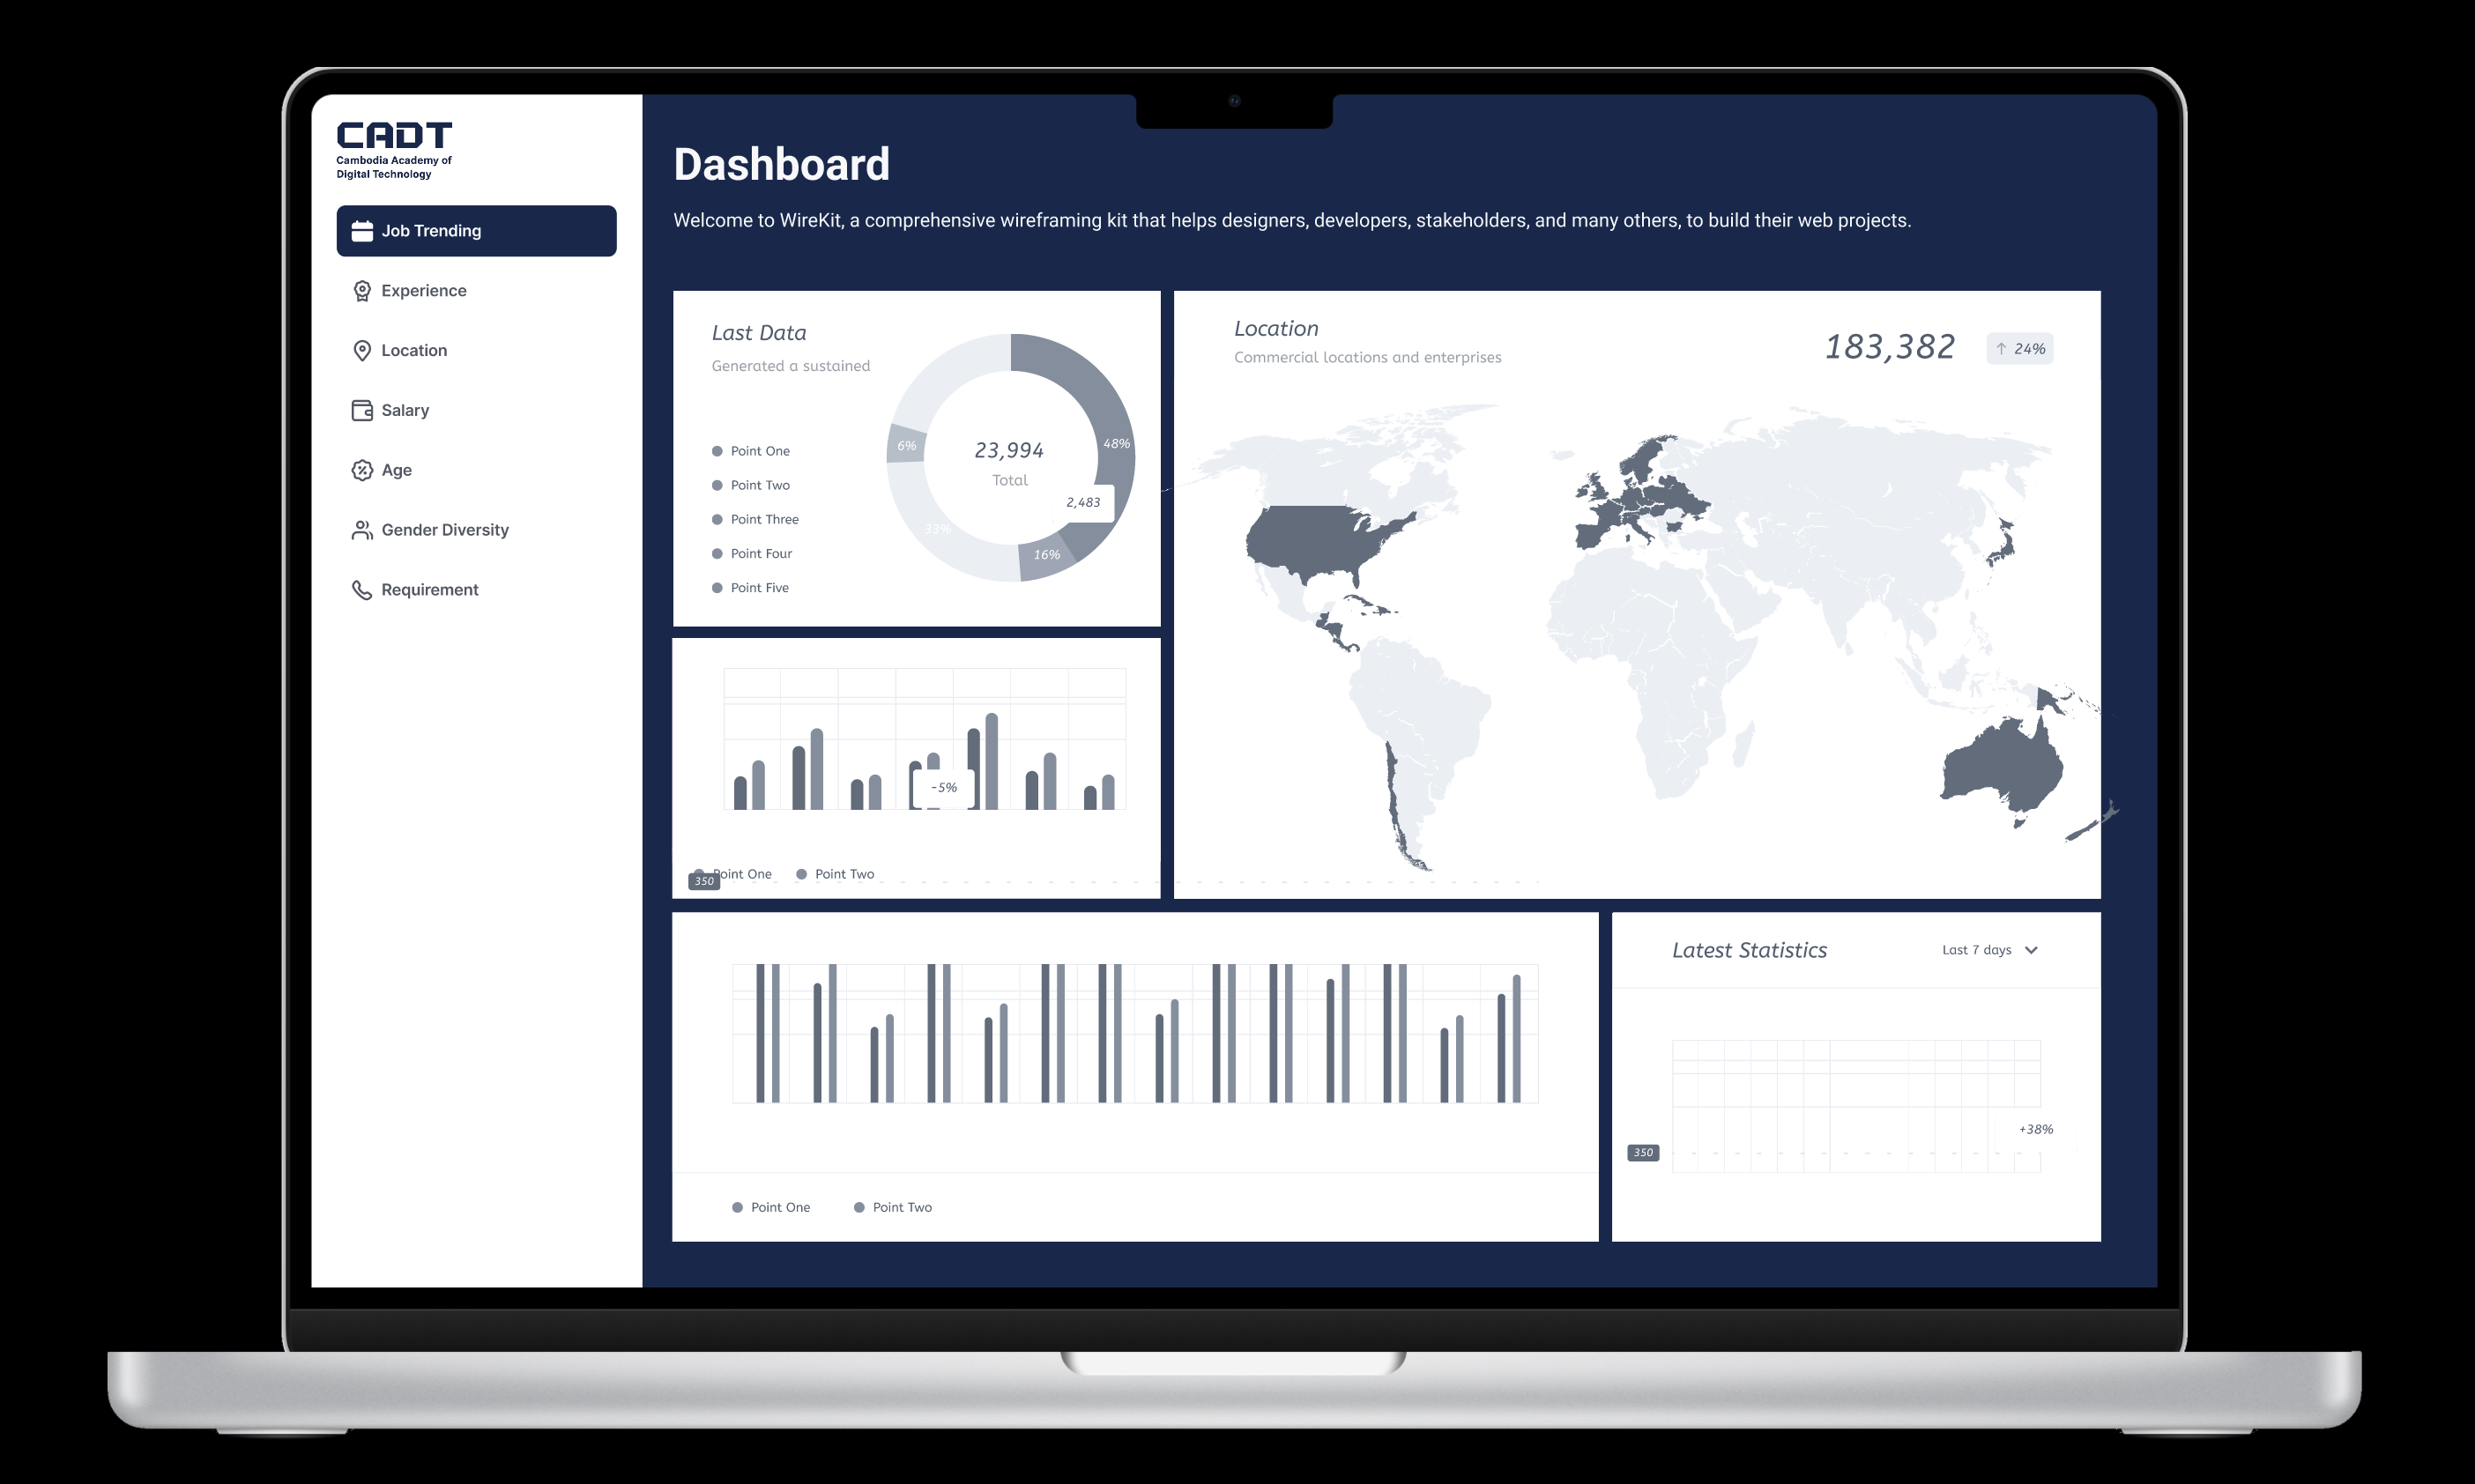 CADT
Cambodia Academy of
Digital Technology
Job Trending
Experience
Location
Salary
Age
Gender Diversity
Requirement
Dashboard
Welcome to WireKit, a comprehensive wireframing kit that helps designers, developers, stakeholders, and many others, to build their web projects.
Last Data
Generated a sustained
Point One
Point Two
Point Three
Point Four
Point Five
6%
48%
23,994
Total
2,483
33%
16%
Location
Commercial locations and enterprises
183,382
24%
-5%
Point One
Point Two
350
Point One
Point Two
Latest Statistics
Last 7 days
+38%
350